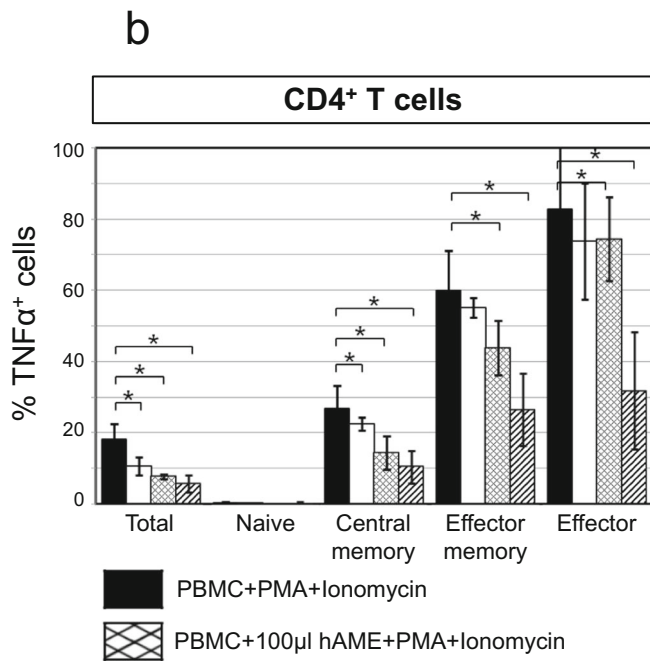 b
CD4⁺ T cells
% TNFα⁺ cells
100
80
60
40
20
0
* * *
* * *
* *
* *
Total Naive Central memory Effector memory Effector
PBMC+PMA+Ionomycin
PBMC+100µl hAME+PMA+Ionomycin